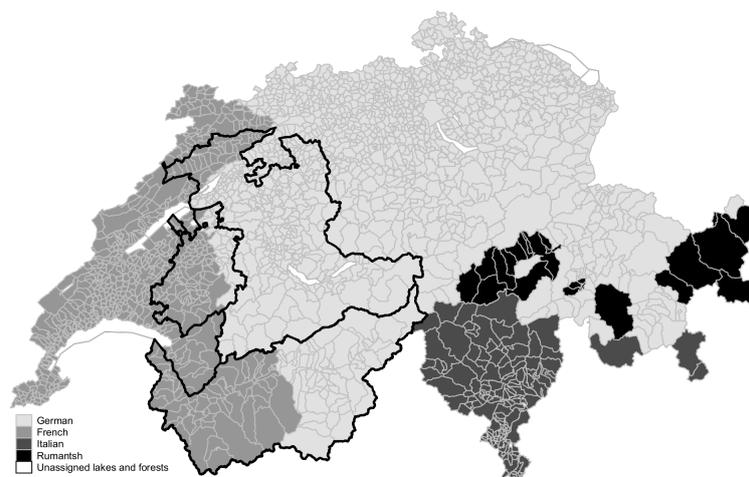 German
French
Italian
Rumantsh
Unassigned lakes and forests